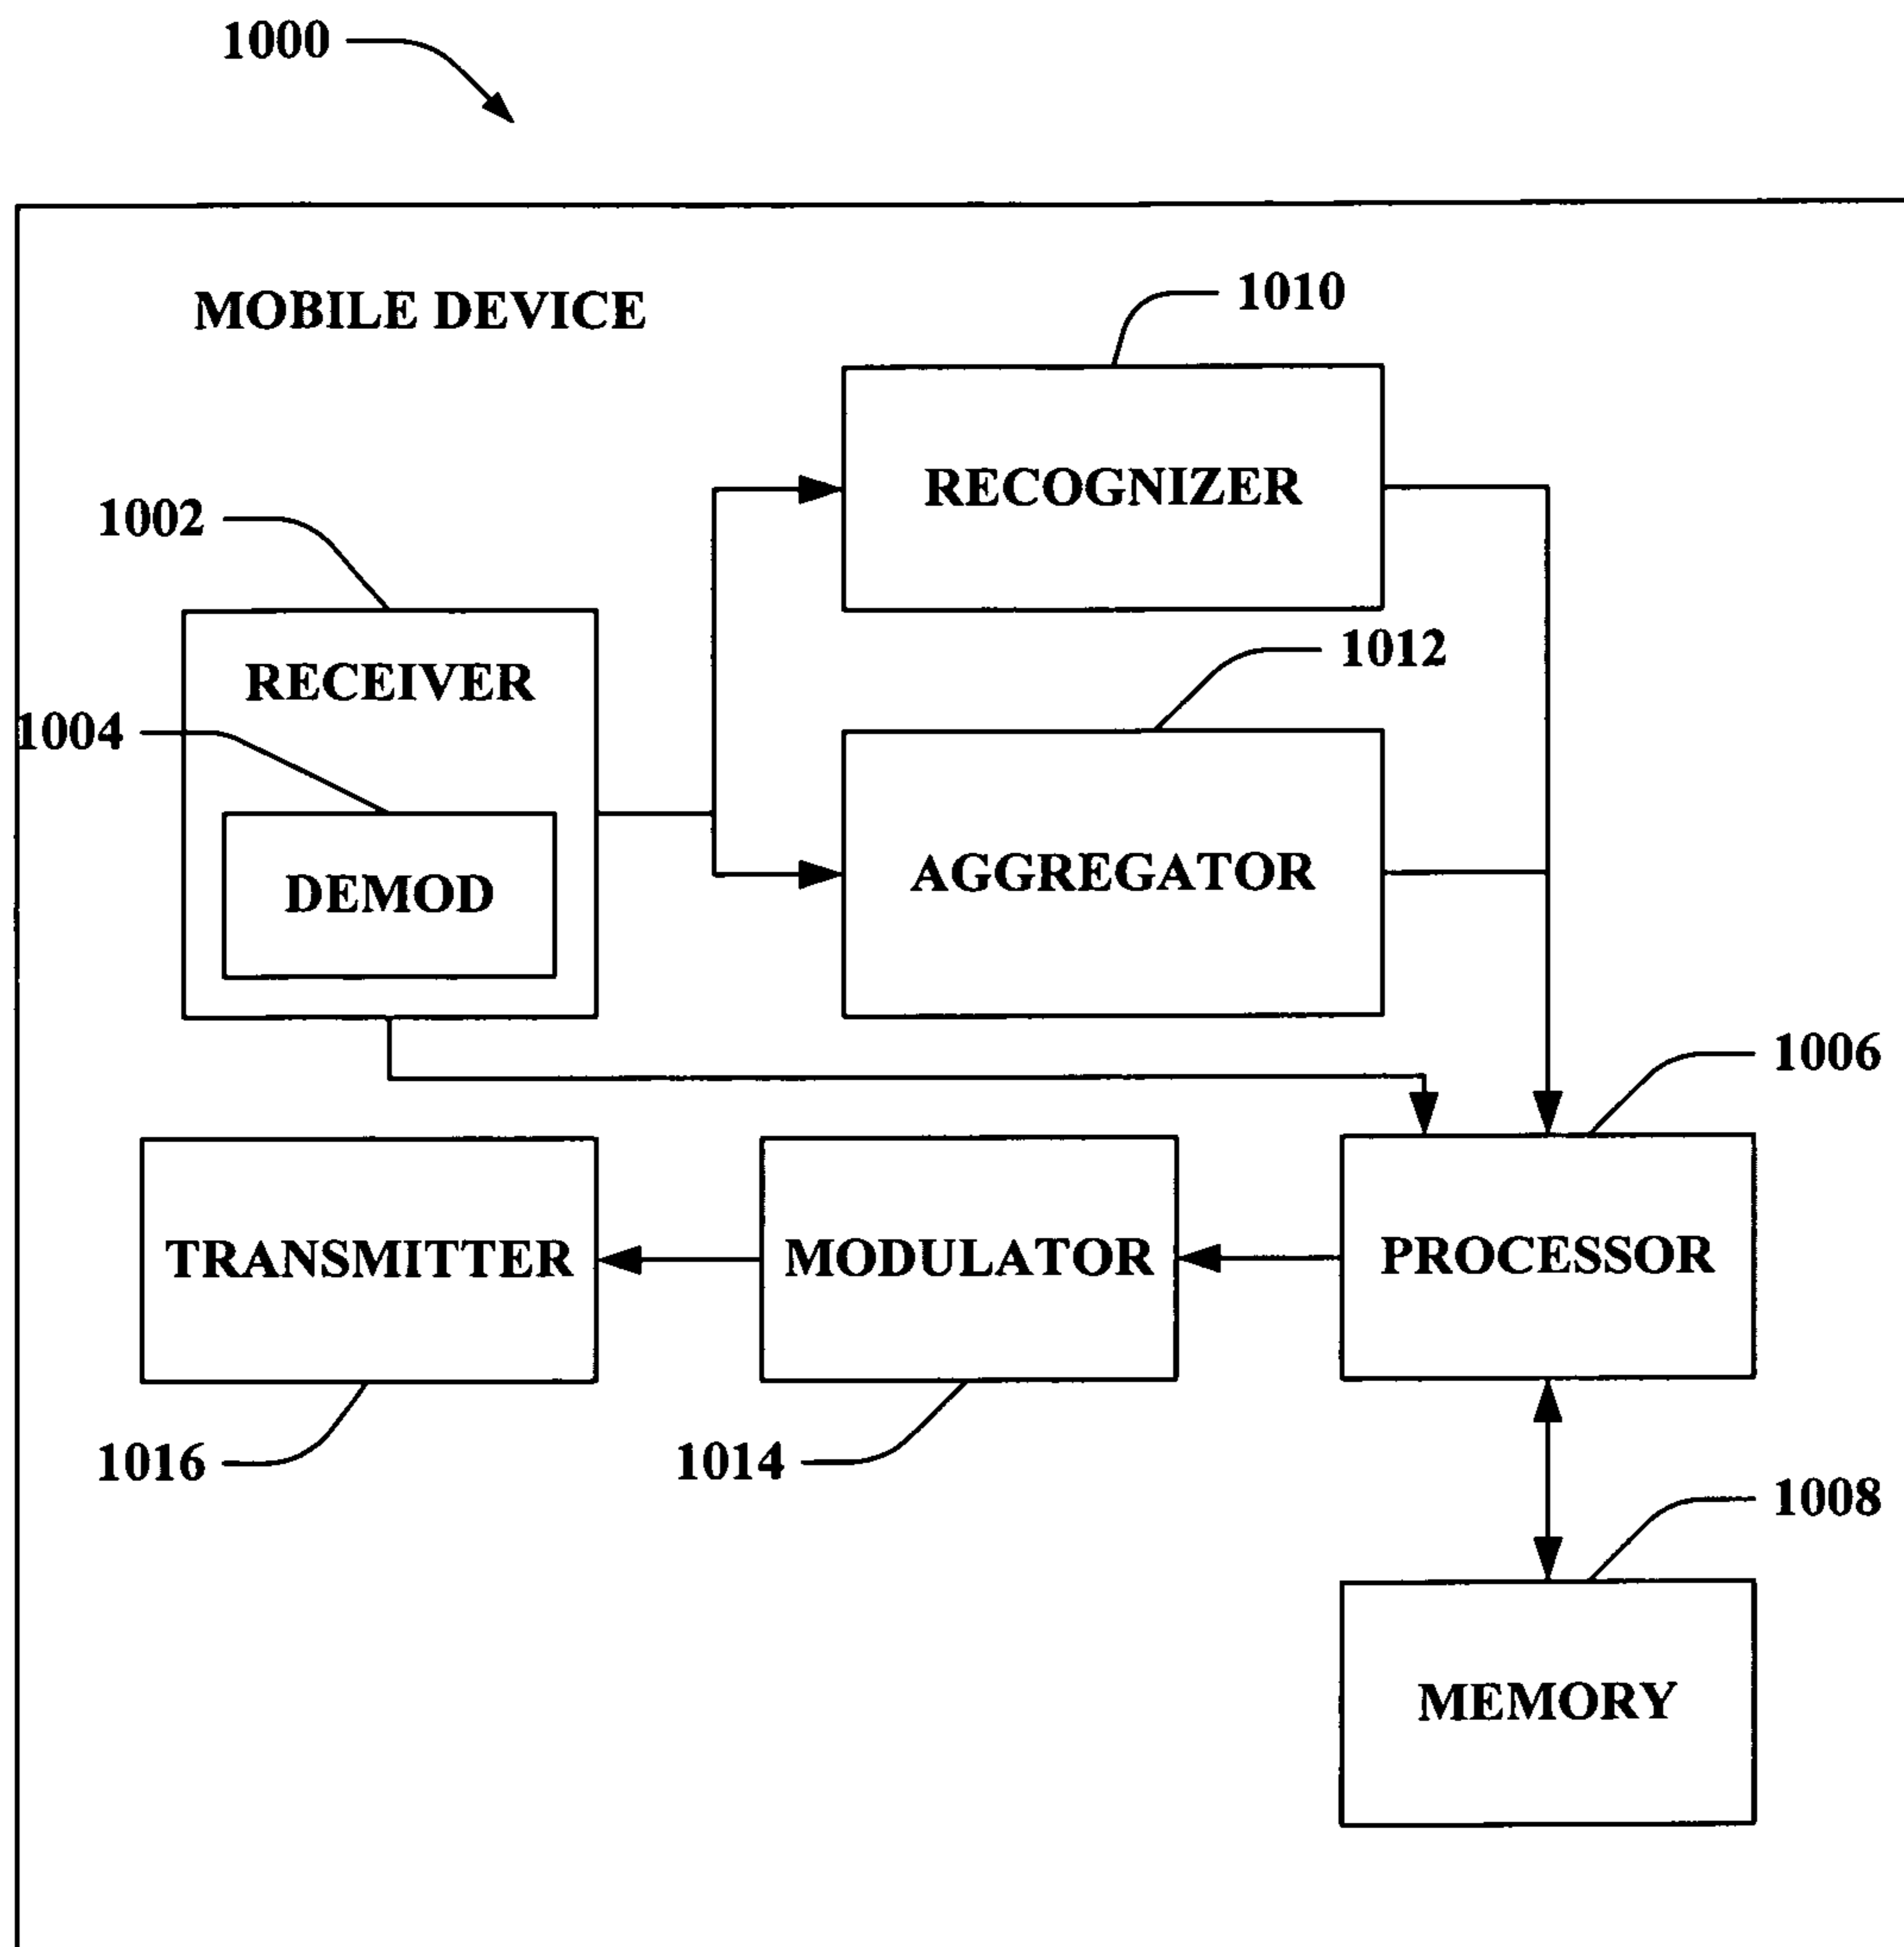 1000
MOBILE DEVICE
1010
RECOGNIZER
1002
RECEIVER
1012
1004
DEMOD
AGGREGATOR
1006
TRANSMITTER
MODULATOR
PROCESSOR
1016
1014
1008
MEMORY